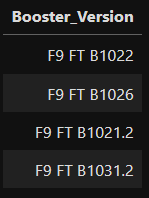 Booster_Version
F9 FT B1022
F9 FT B1026
F9 FT B1021.2
F9 FT B1031.2